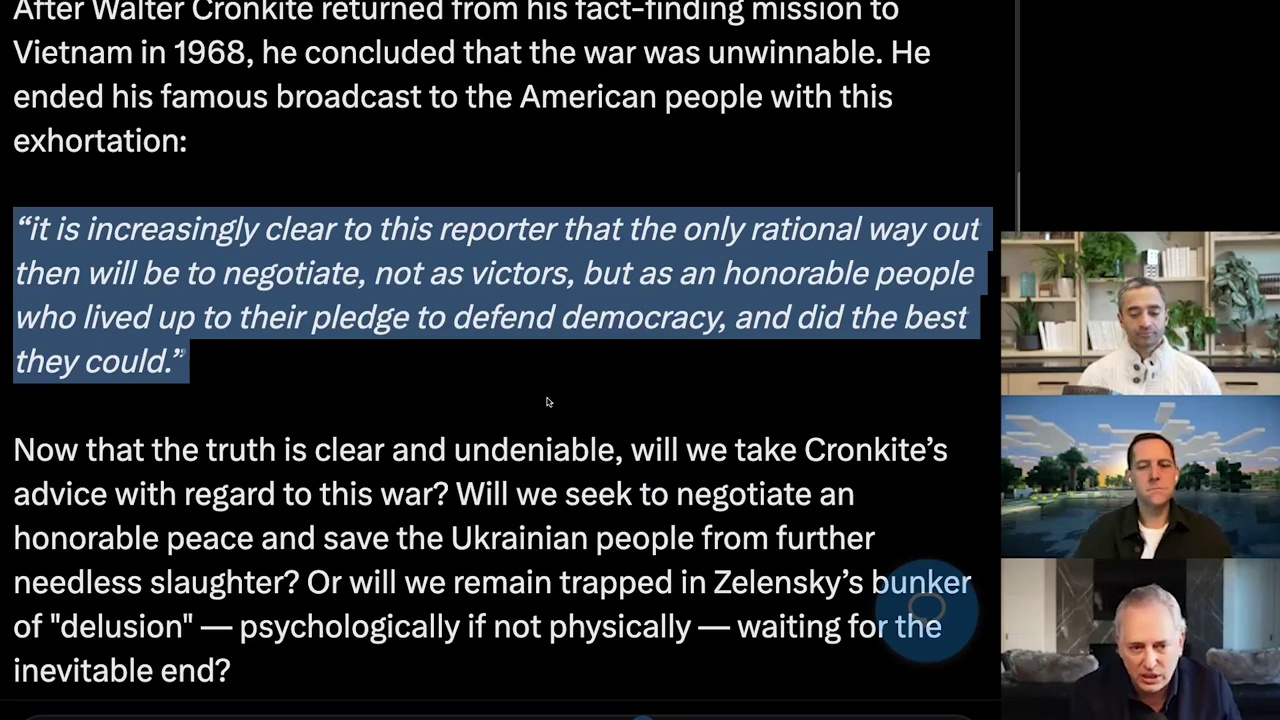 After Walter Cronkite returned from his fact-finding mission to
Vietnam in 1968, he concluded that the war was unwinnable. He
ended his famous broadcast to the American people with this
exhortation:
“it is increasingly clear to this reporter that the only rational way out
then will be to negotiate, not as victors, but as an honorable people
who lived up to their pledge to defend democracy, and did the best
they could.”
Now that the truth is clear and undeniable, will we take Cronkite’s
advice with regard to this war? Will we seek to negotiate an
honorable peace and save the Ukrainian people from further
needless slaughter? Or will we remain trapped in Zelensky’s bunker
of "delusion" — psychologically if not physically — waiting for the
inevitable end?